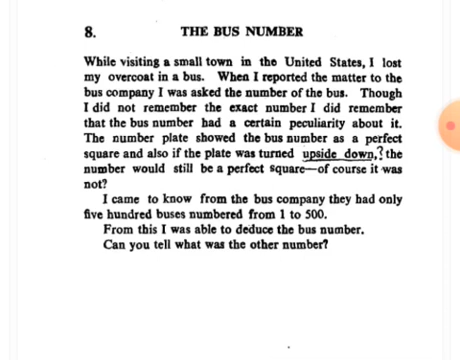 8. THE BUS NUMBER
While visiting a small town in the United States, I lost
my overcoat in a bus. When I reported the matter to the
bus company I was asked the number of the bus. Though
I did not remember the exact number I did remember
that the bus number had a certain peculiarity about it.
The number plate showed the bus number as a perfect
square and also if the plate was turned upside down,? the
number would still be a perfect square—of course it was
not?
I came to know from the bus company they had only
five hundred buses numbered from 1 to 500.
From this I was able to deduce the bus number.
Can you tell what was the other number?